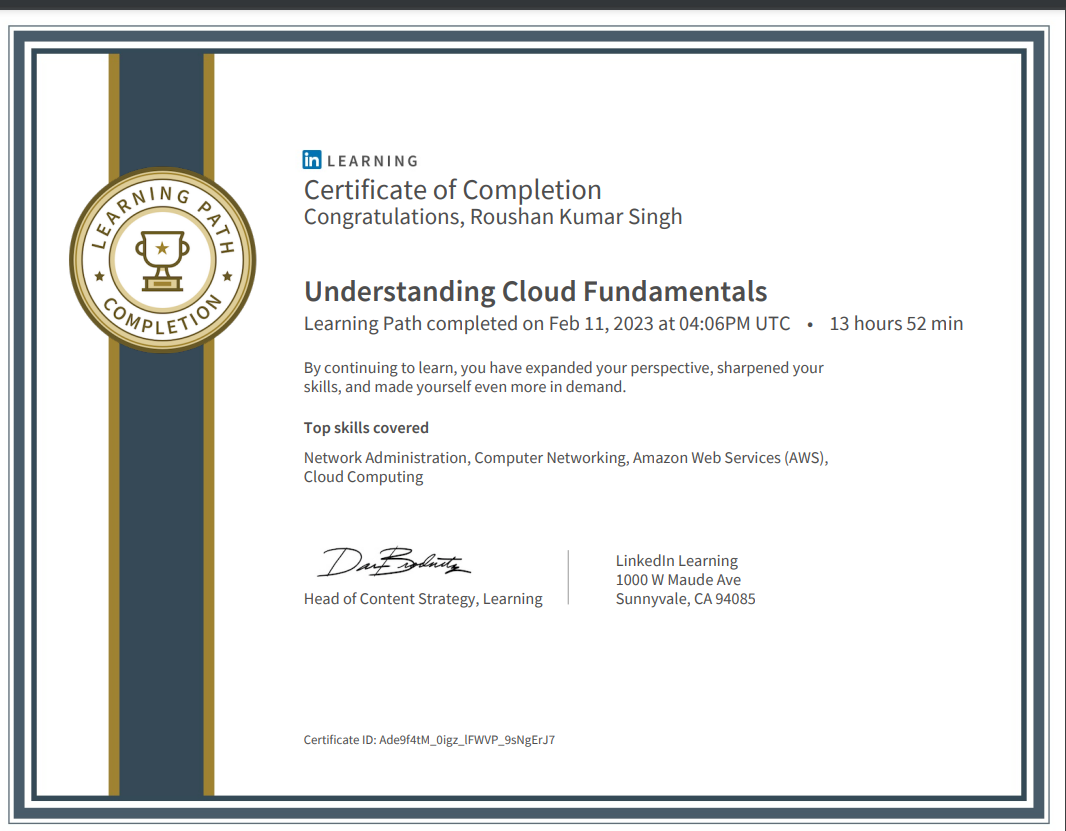 LEARNING PATH
COMPLETION
in LEARNING
Certificate of Completion
Congratulations, Roushan Kumar Singh
Understanding Cloud Fundamentals
Learning Path completed on Feb 11, 2023 at 04:06PM UTC • 13 hours 52 min
By continuing to learn, you have expanded your perspective, sharpened your
skills, and made yourself even more in demand.
Top skills covered
Network Administration, Computer Networking, Amazon Web Services (AWS),
Cloud Computing
Head of Content Strategy, Learning
LinkedIn Learning
1000 W Maude Ave
Sunnyvale, CA 94085
Certificate ID: Ade9f4tM_0igz_lFWVP_9sNgErJ7